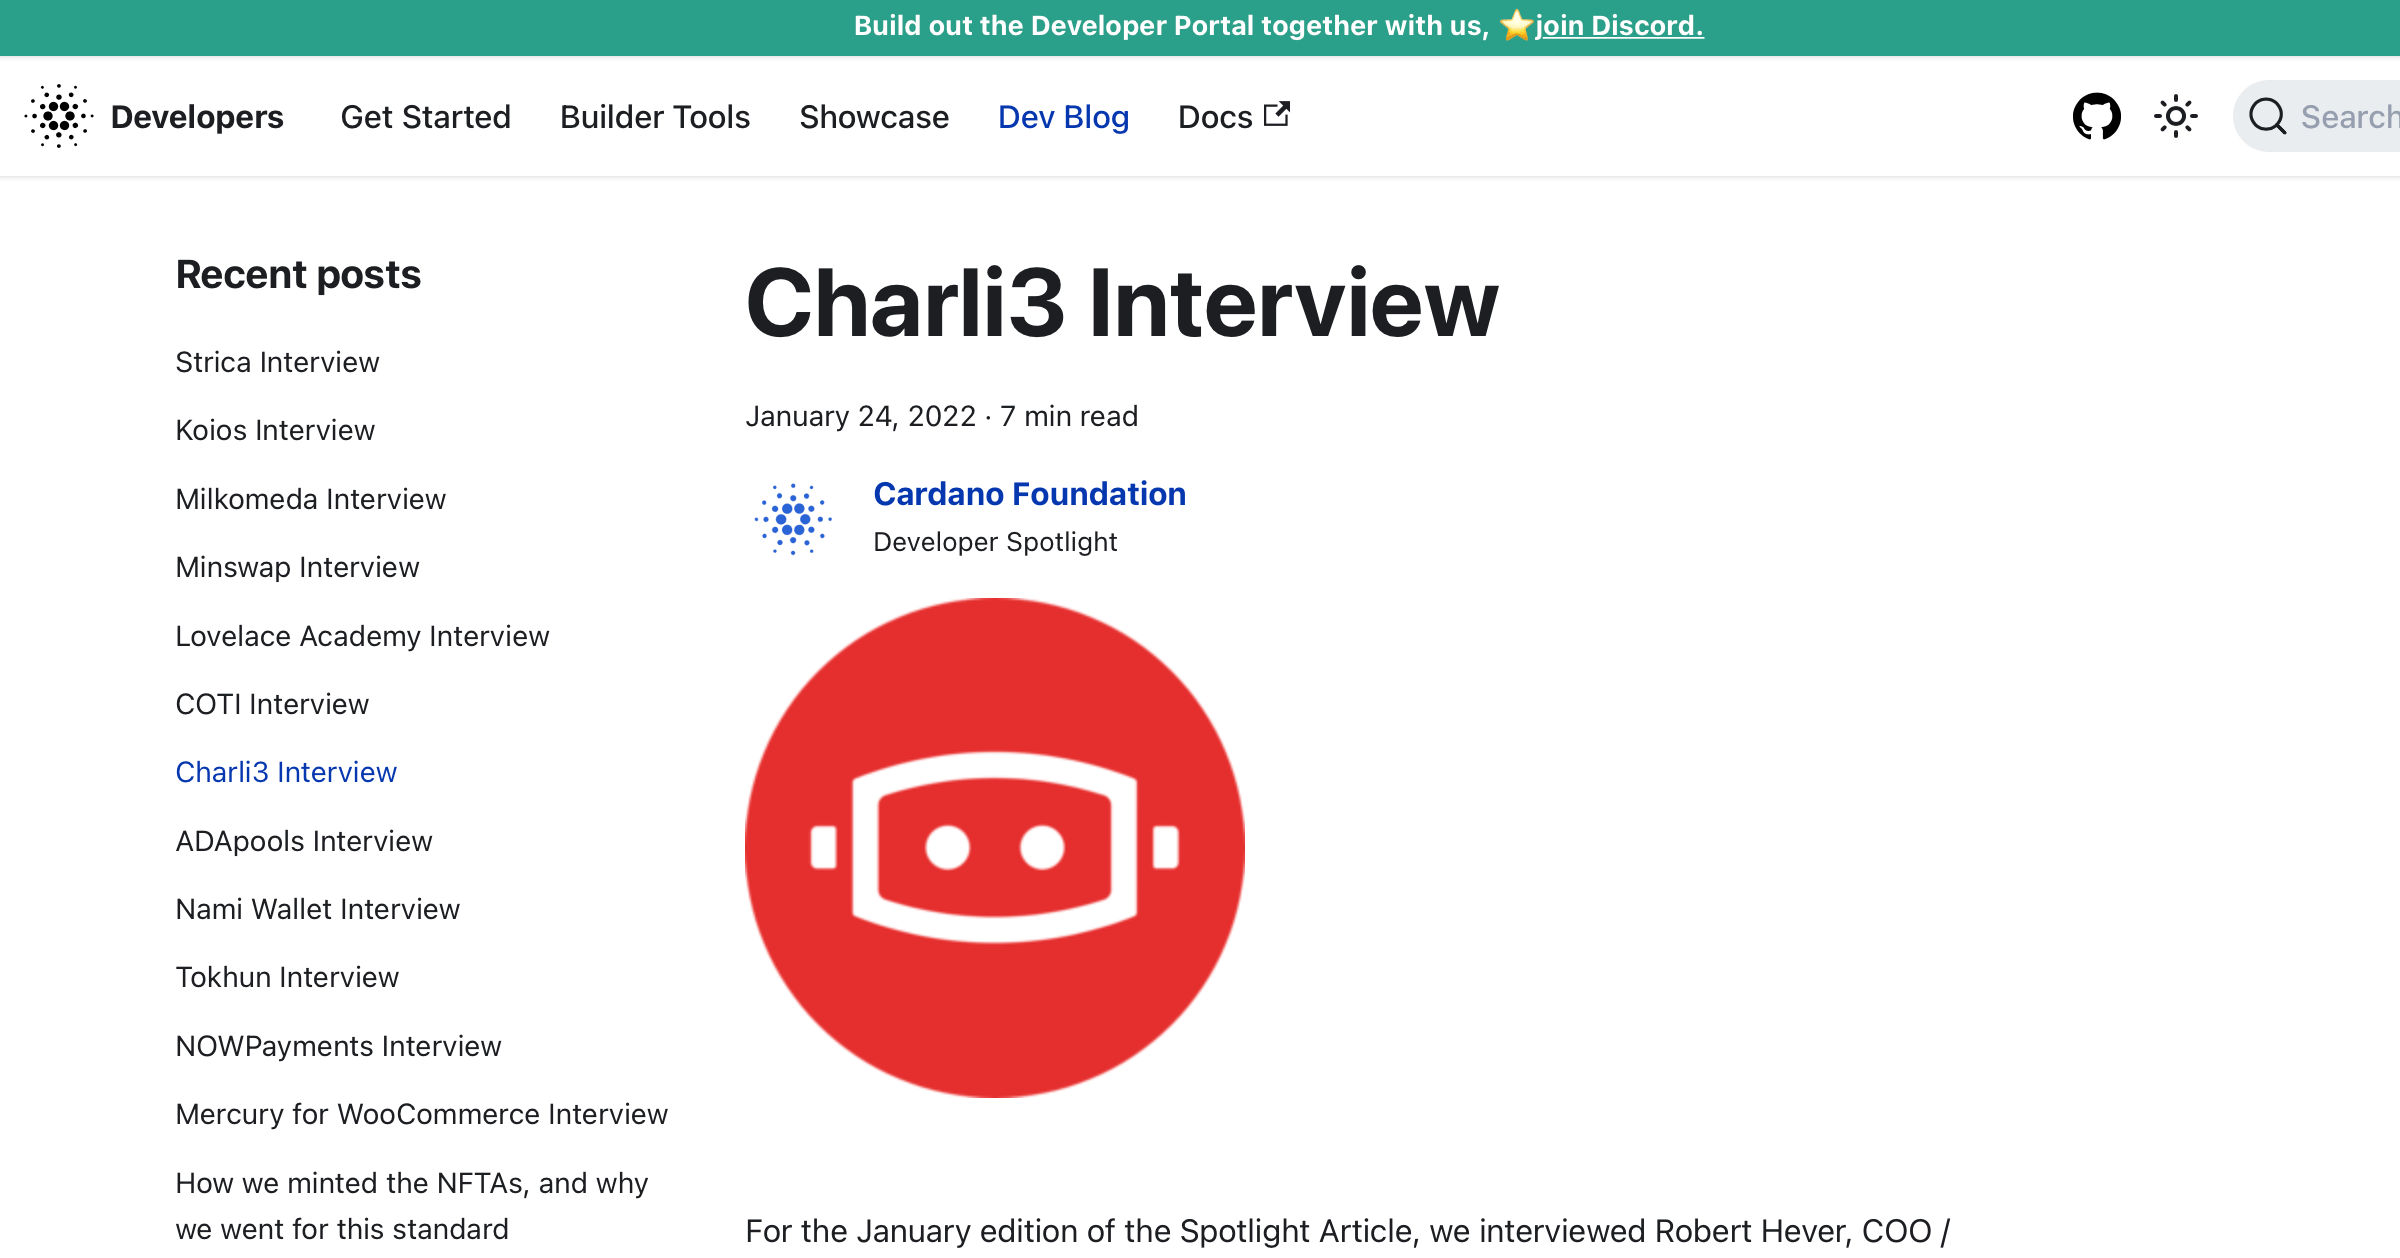 Build out the Developer Portal together with us, ⭐join Discord.
Developers Get Started Builder Tools Showcase Dev Blog Docs Search
Recent posts
Strica Interview
Koios Interview
Milkomeda Interview
Minswap Interview
Lovelace Academy Interview
COTI Interview
Charli3 Interview
ADApools Interview
Nami Wallet Interview
Tokhun Interview
NOWPayments Interview
Mercury for WooCommerce Interview
How we minted the NFTAs, and why
we went for this standard
Charli3 Interview
January 24, 2022 · 7 min read
Cardano Foundation
Developer Spotlight
For the January edition of the Spotlight Article, we interviewed Robert Hever, COO /